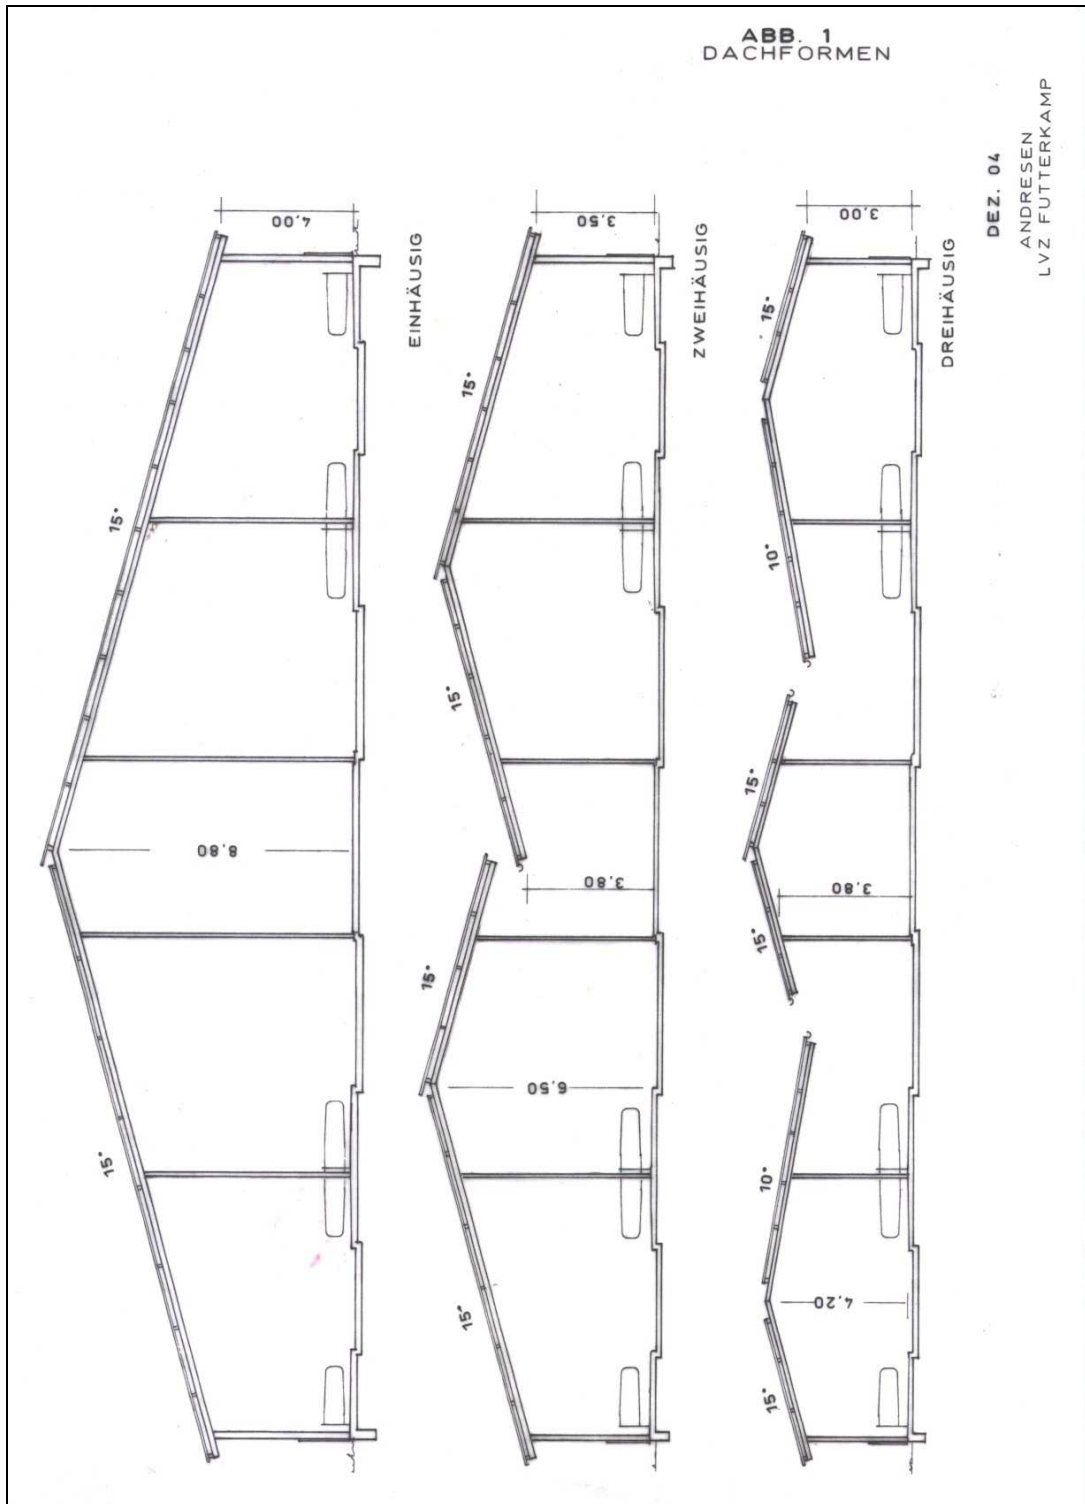 ABB. 1
DACHFORMEN
DEZ. 04
ANDRESEN
LVZ FUTTERKAMP
4,00
15°
8,80
15°
EINHÄUSIG
3,50
15°
15°
3,80
15°
6,50
15°
ZWEIHÄUSIG
3,00
15°
10°
15°
3,80
15°
10°
4,20
15°
DREIHÄUSIG